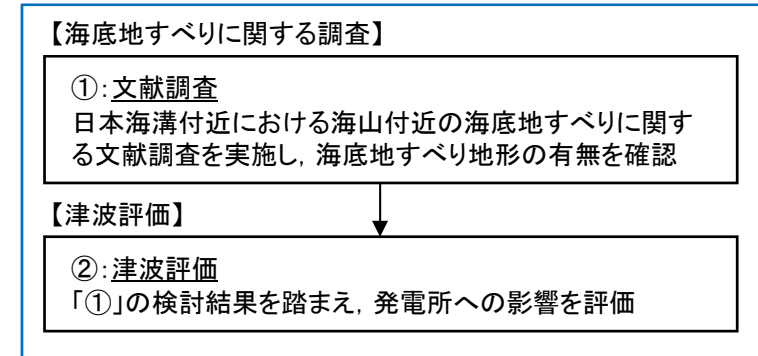 【海底地すべりに関する調査】
①:文献調査
日本海溝付近における海山付近の海底地すべりに関す
る文献調査を実施し，海底地すべり地形の有無を確認
【津波評価】
②:津波評価
「①」の検討結果を踏まえ，発電所への影響を評価